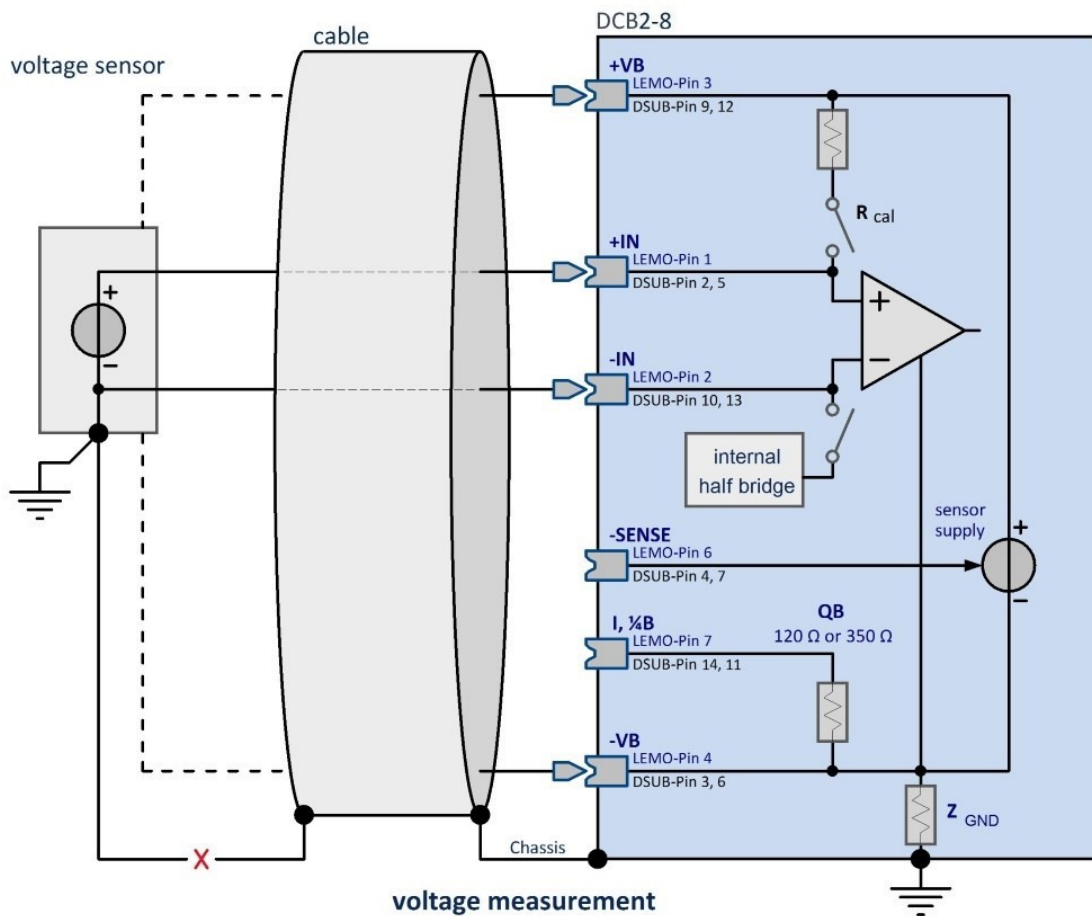 DCB2-8
cable
voltage sensor
+VB
LEMO-Pin 3
DSUB-Pin 9, 12
R cal
+IN
LEMO-Pin 1
DSUB-Pin 2, 5
+
+
−
−
-IN
LEMO-Pin 2
DSUB-Pin 10, 13
internal
half bridge
-SENSE
LEMO-Pin 6
DSUB-Pin 4, 7
sensor
supply
+
−
I, ¼B
LEMO-Pin 7
DSUB-Pin 14, 11
QB
120 Ω or 350 Ω
-VB
LEMO-Pin 4
DSUB-Pin 3, 6
Z GND
X
Chassis
voltage measurement